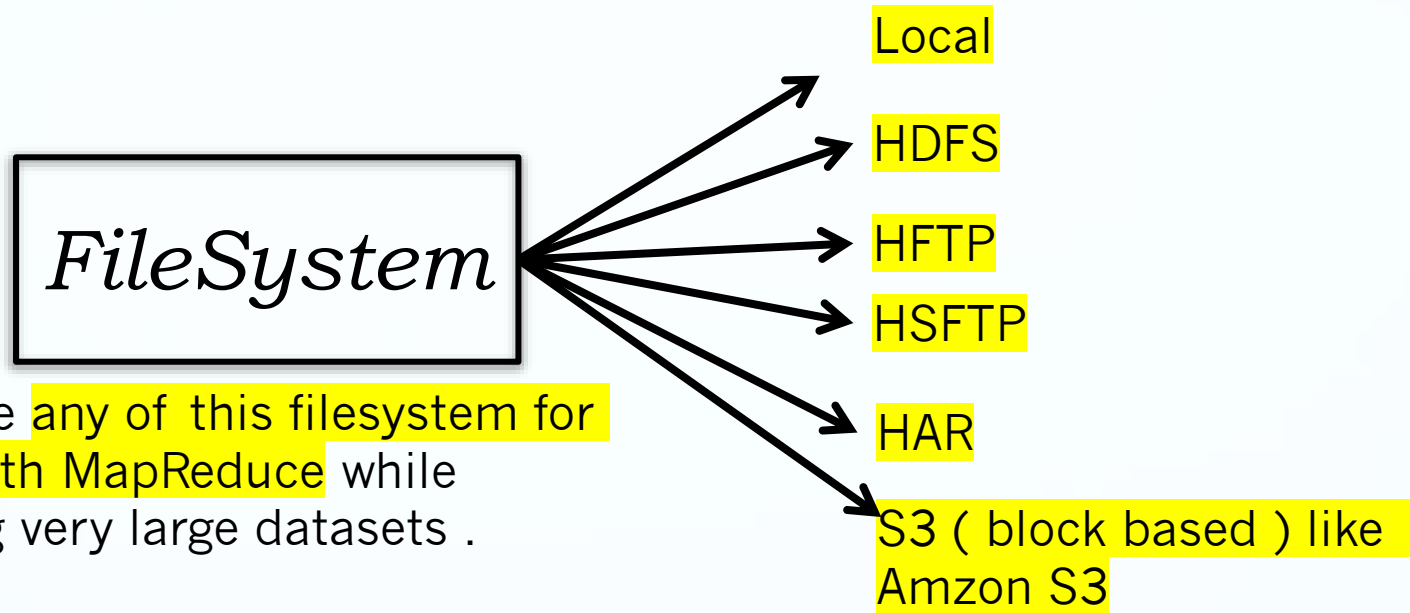 Local
HDFS
FileSystem
HFTP
HSFTP
any of this filesystem for
HAR
MapReduce while
very large datasets .
S3 ( block based ) like
Amzon S3